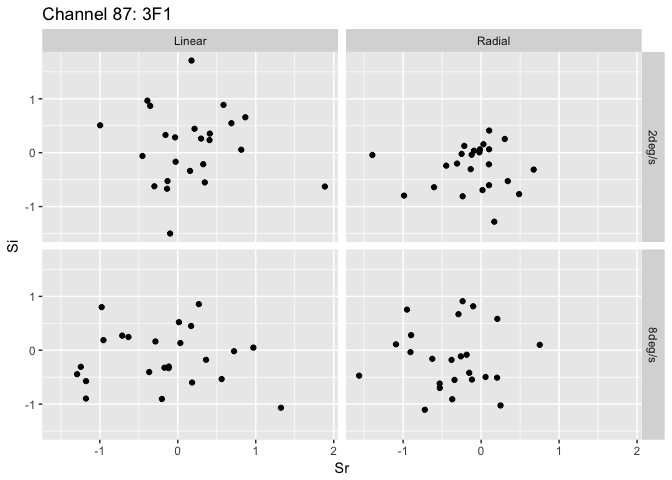 Channel 87: 3F1
Linear
Radial
1
0
-1
2deg/s
Si
1
0
-1
8deg/s
-1 0 1 2 -1 0 1 2
Sr